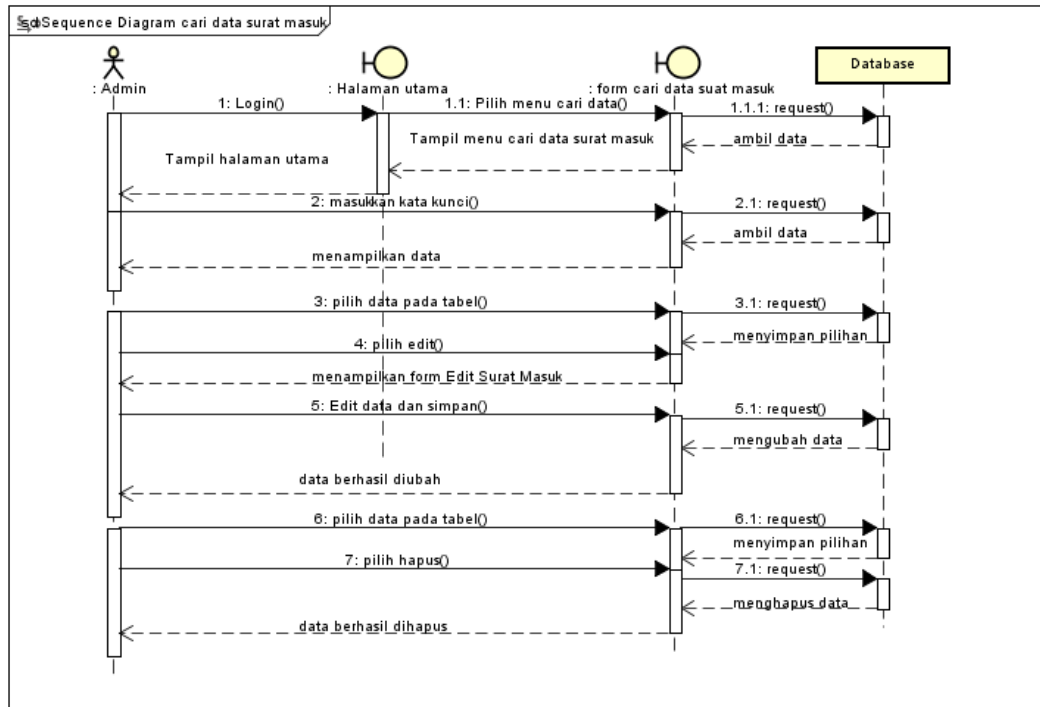 sd Sequence Diagram cari data surat masuk
Database
: Admin
: Halaman utama
: form cari data suat masuk
1: Login()
1.1: Pilih menu cari data()
1.1.1: request()
Tampil menu cari data surat masuk
ambil data
Tampil halaman utama
2: masukkan kata kunci()
2.1: request()
ambil data
menampilkan data
3: pilih data pada tabel()
3.1: request()
menyimpan pilihan
4: pilih edit()
menampilkan form Edit Surat Masuk
5: Edit data dan simpan()
5.1: request()
mengubah data
data berhasil diubah
6: pilih data pada tabel()
6.1: request()
menyimpan pilihan
7: pilih hapus()
7.1: request()
menghapus data
data berhasil dihapus